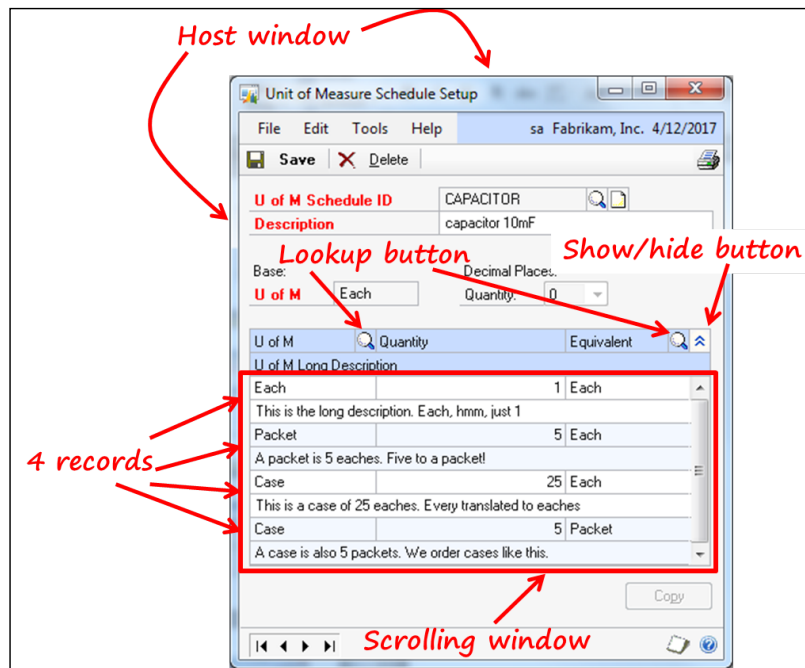 Host window
Unit of Measure Schedule Setup
File Edit Tools Help sa Fabrikam, Inc. 4/12/2017
Save Delete
U of M Schedule ID CAPACITOR
Description capacitor 10mF
Lookup button Show/hide button
Base: Decimal Places:
U of M Each Quantity: 0
U of M Quantity Equivalent
U of M Long Description
Each 1 Each
This is the long description. Each, hmm, just 1
Packet 5 Each
4 records
A packet is 5 eaches. Five to a packet!
Case 25 Each
This is a case of 25 eaches. Every translated to eaches
Case 5 Packet
A case is also 5 packets. We order cases like this.
Copy
Scrolling window